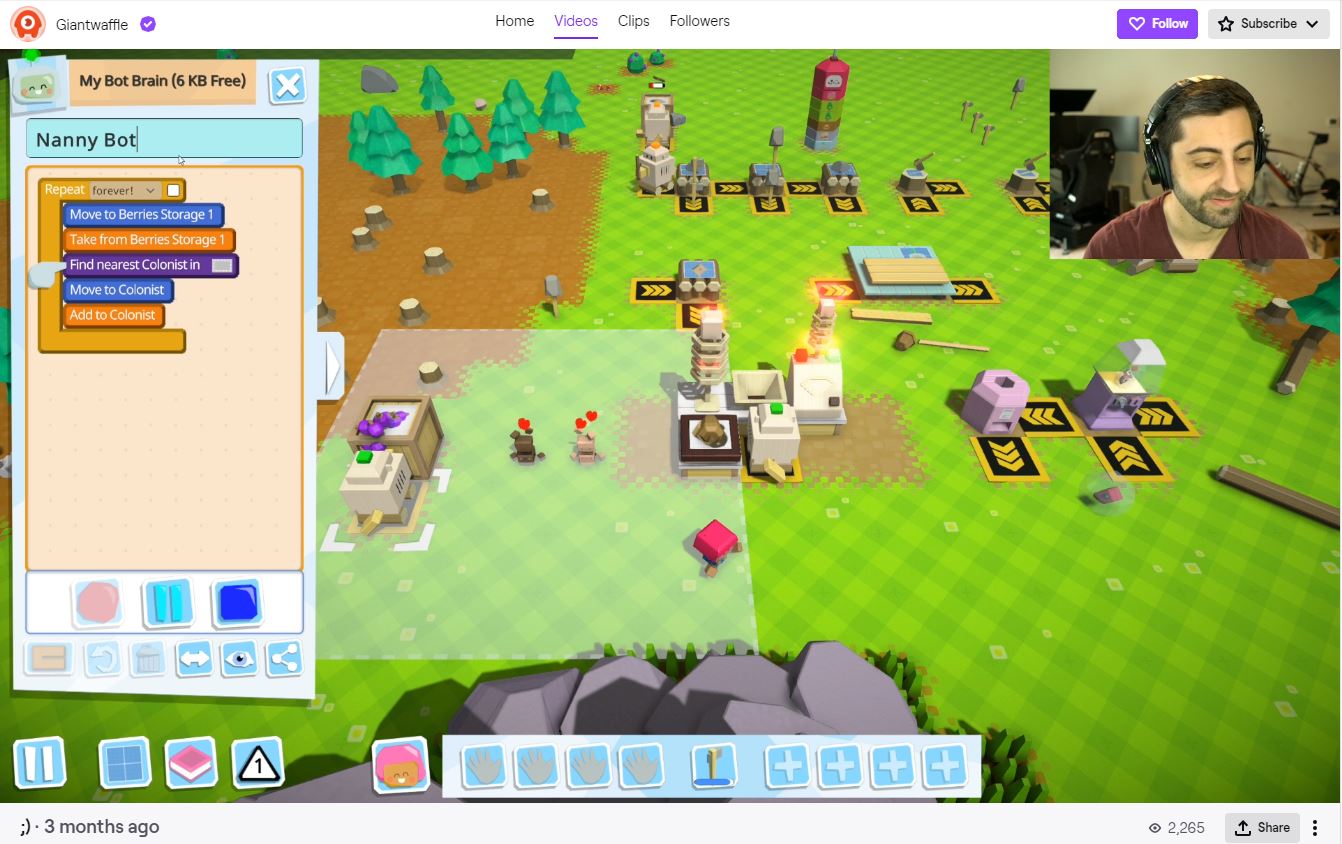 Giantwaffle
Home Videos Clips Followers
Follow Subscribe
My Bot Brain (6 KB Free)
Nanny Bot
Repeat forever!
Move to Berries Storage 1
Take from Berries Storage 1
Find nearest Colonist in
Move to Colonist
Add to Colonist
1
;) · 3 months ago
2,265 Share